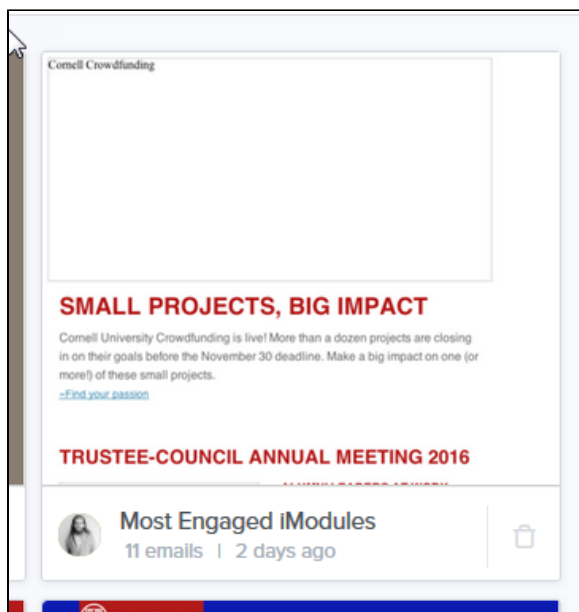 Cornell Crowdfunding
SMALL PROJECTS, BIG IMPACT
Cornell University Crowdfunding is live! More than a dozen projects are closing
in on their goals before the November 30 deadline. Make a big impact on one (or
more!) of these small projects.
»Find your passion
TRUSTEE-COUNCIL ANNUAL MEETING 2016
Most Engaged iModules
11 emails | 2 days ago